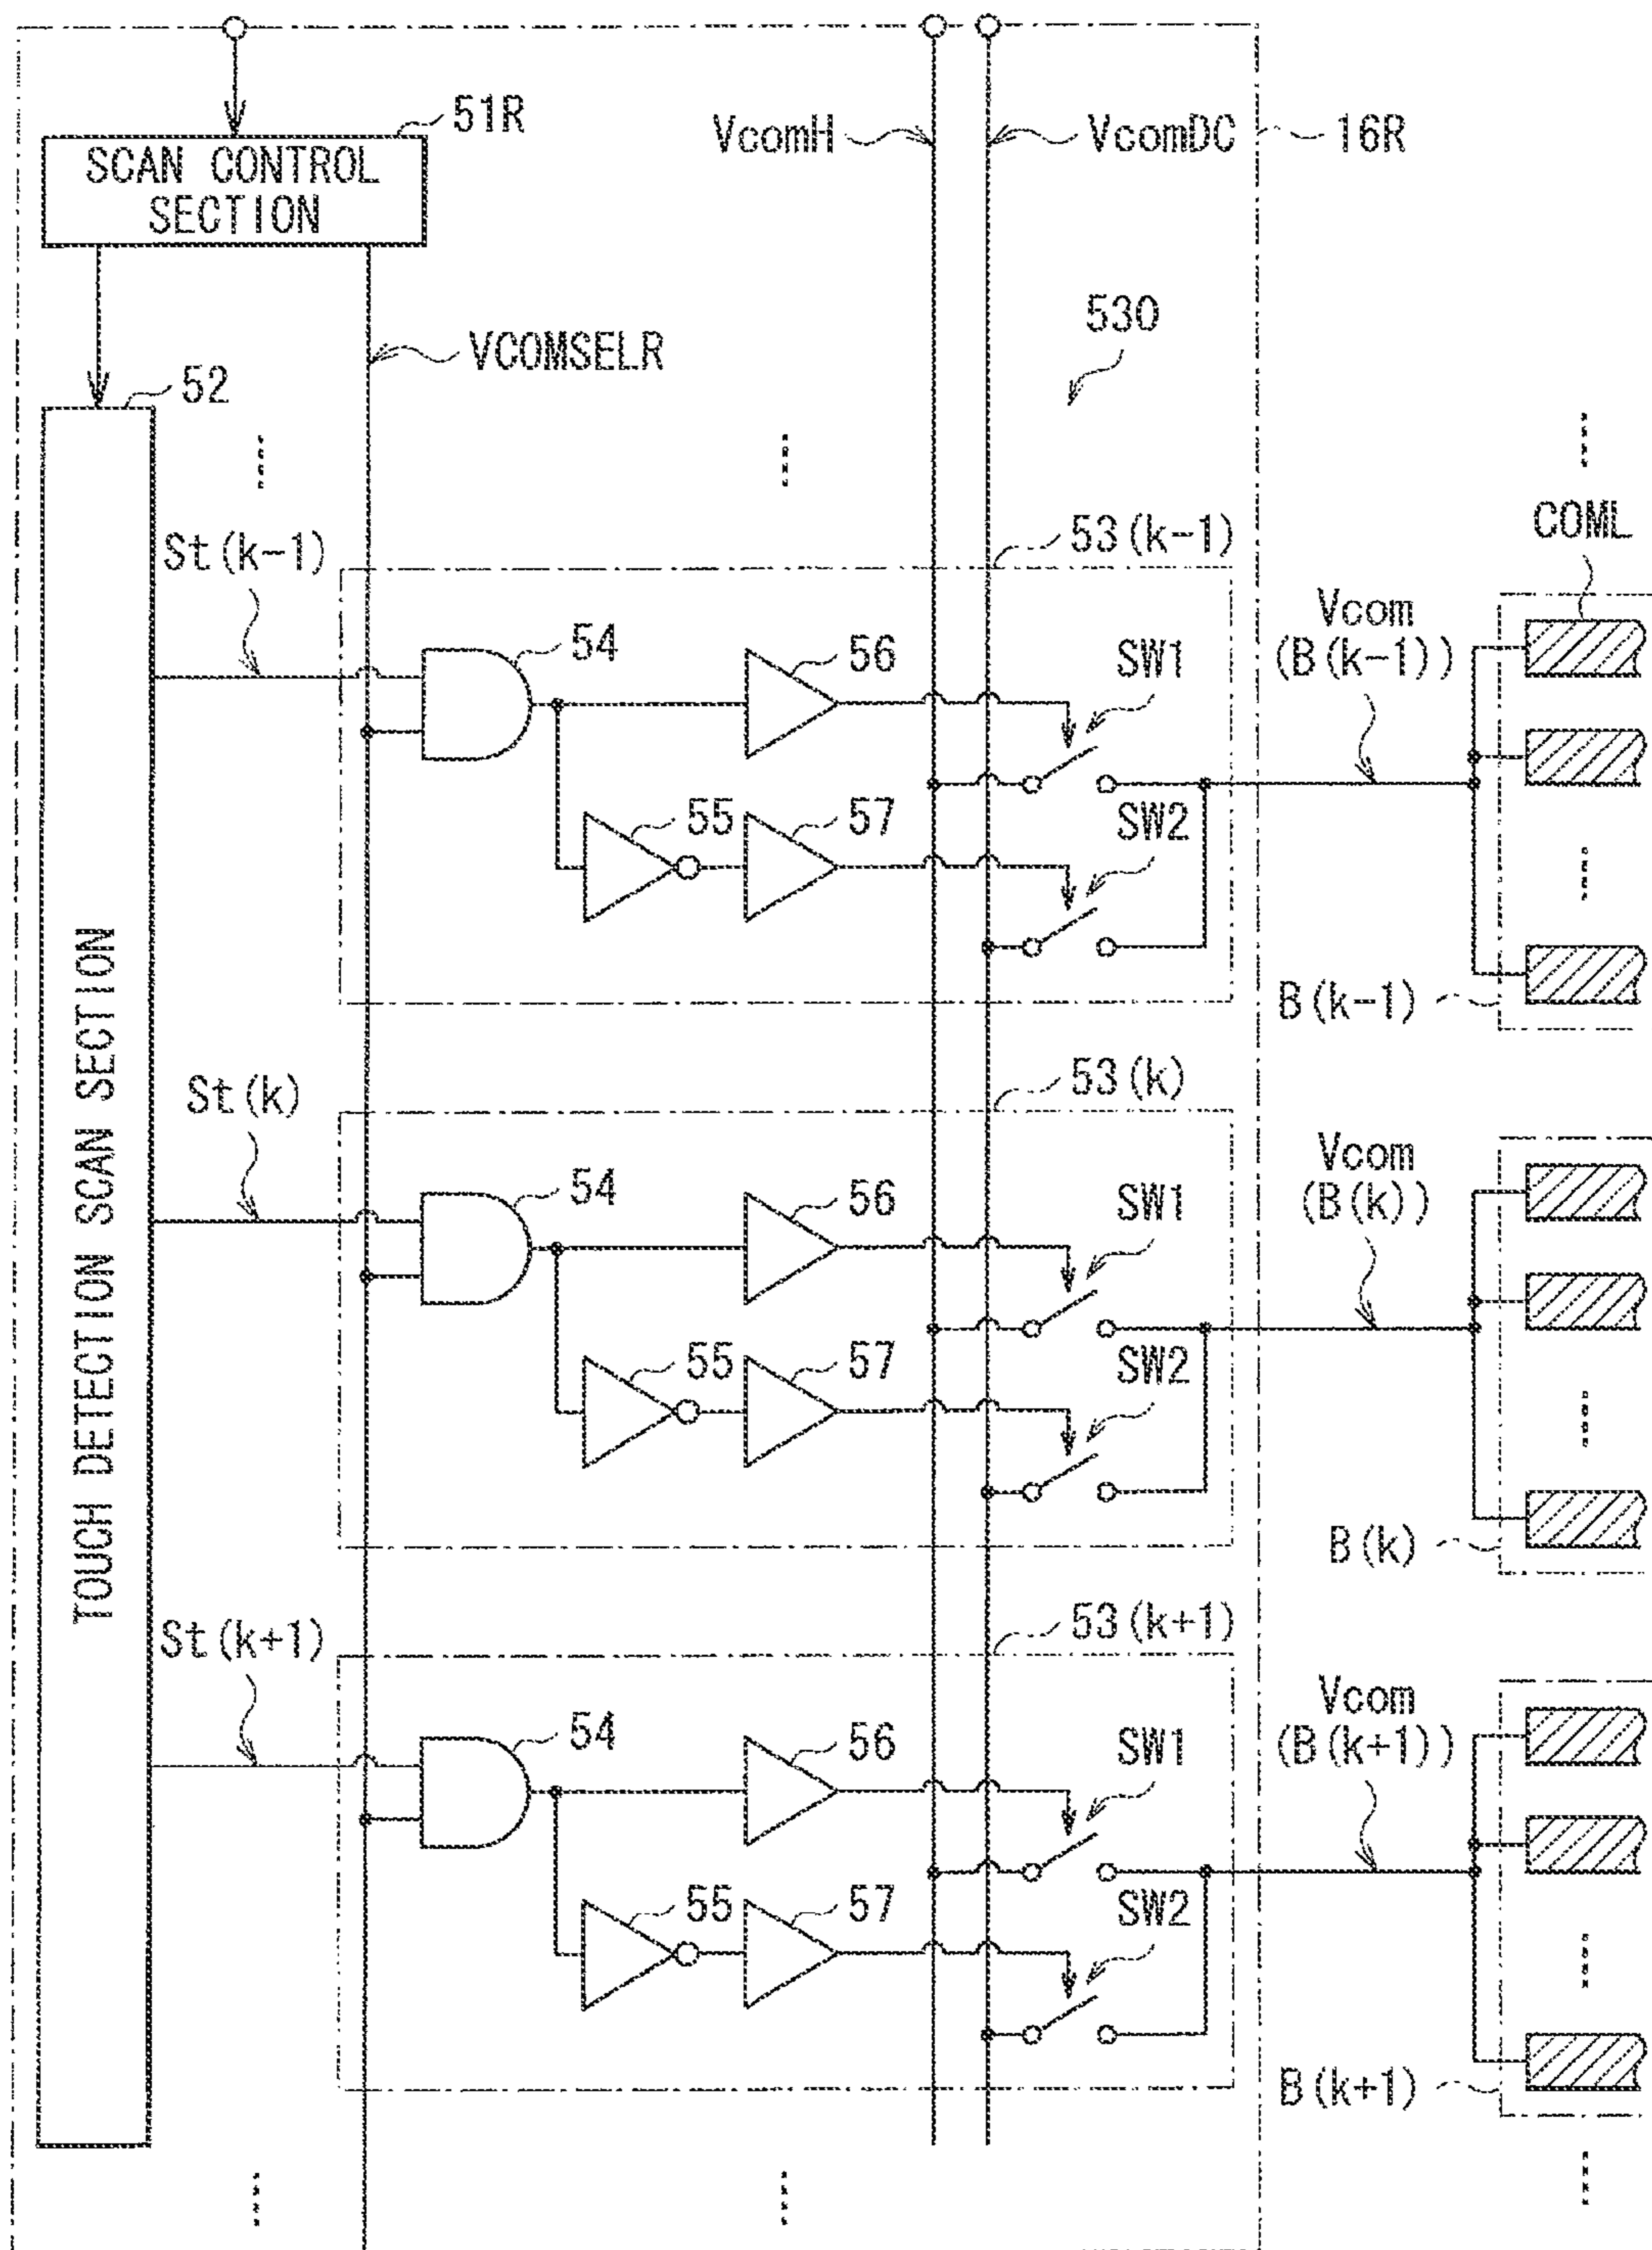 51R
SCAN CONTROL
SECTION
VcomH
VcomDC
16R
530
VCOMSELR
52
TOUCH DETECTION SCAN SECTION
COML
St(k-1)
53(k-1)
54
56
SW1
55
57
SW2
Vcom
(B(k-1))
B(k-1)
St(k)
53(k)
54
56
SW1
55
57
SW2
Vcom
(B(k))
B(k)
St(k+1)
53(k+1)
54
56
SW1
55
57
SW2
Vcom
(B(k+1))
B(k+1)